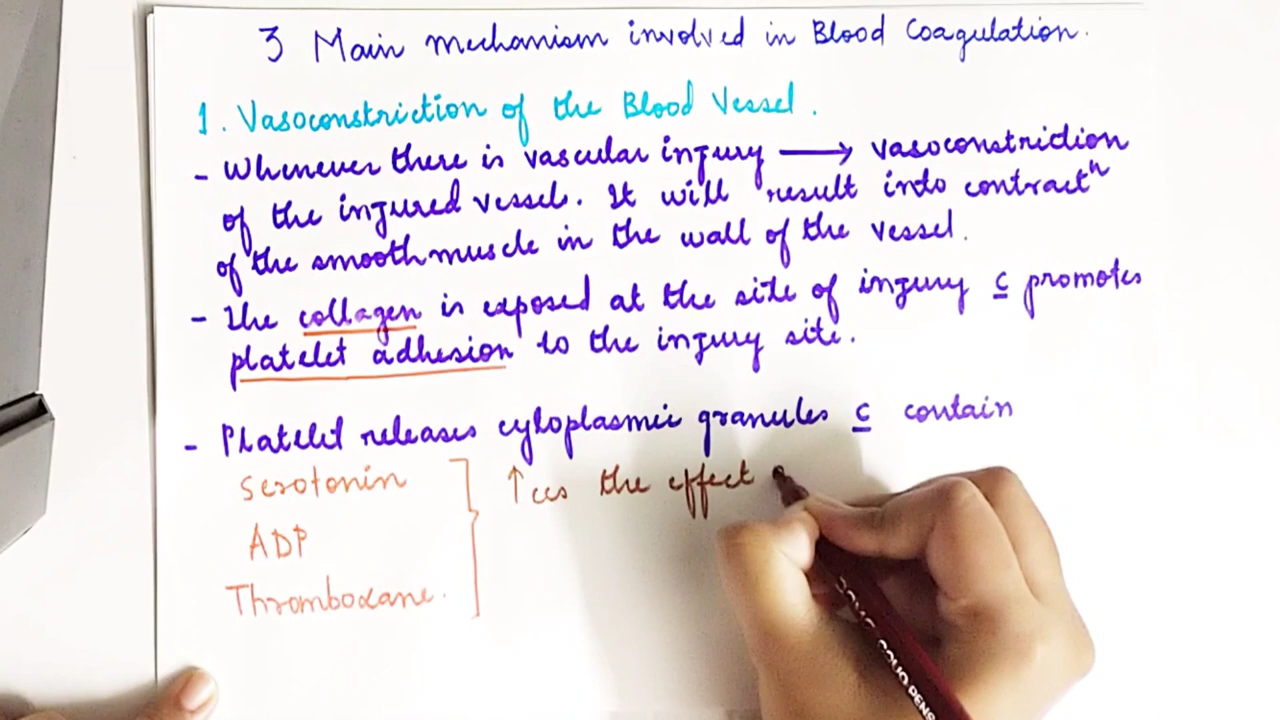 3 Main mechanism involved in Blood Coagulation.
1. Vasoconstriction of the Blood Vessel.
- Whenever there is vascular injury ⟶ vasoconstriction
of the injured vessel. It will result into contractⁿ
of the smooth muscle in the wall of the vessel.
- The collagen is exposed at the site of injury c̲ promotes
platelet adhesion to the injury site.
- Platelet releases cytoplasmic granules c̲ contain
Serotonin
ADP
Thromboxane.
↑ces the effect